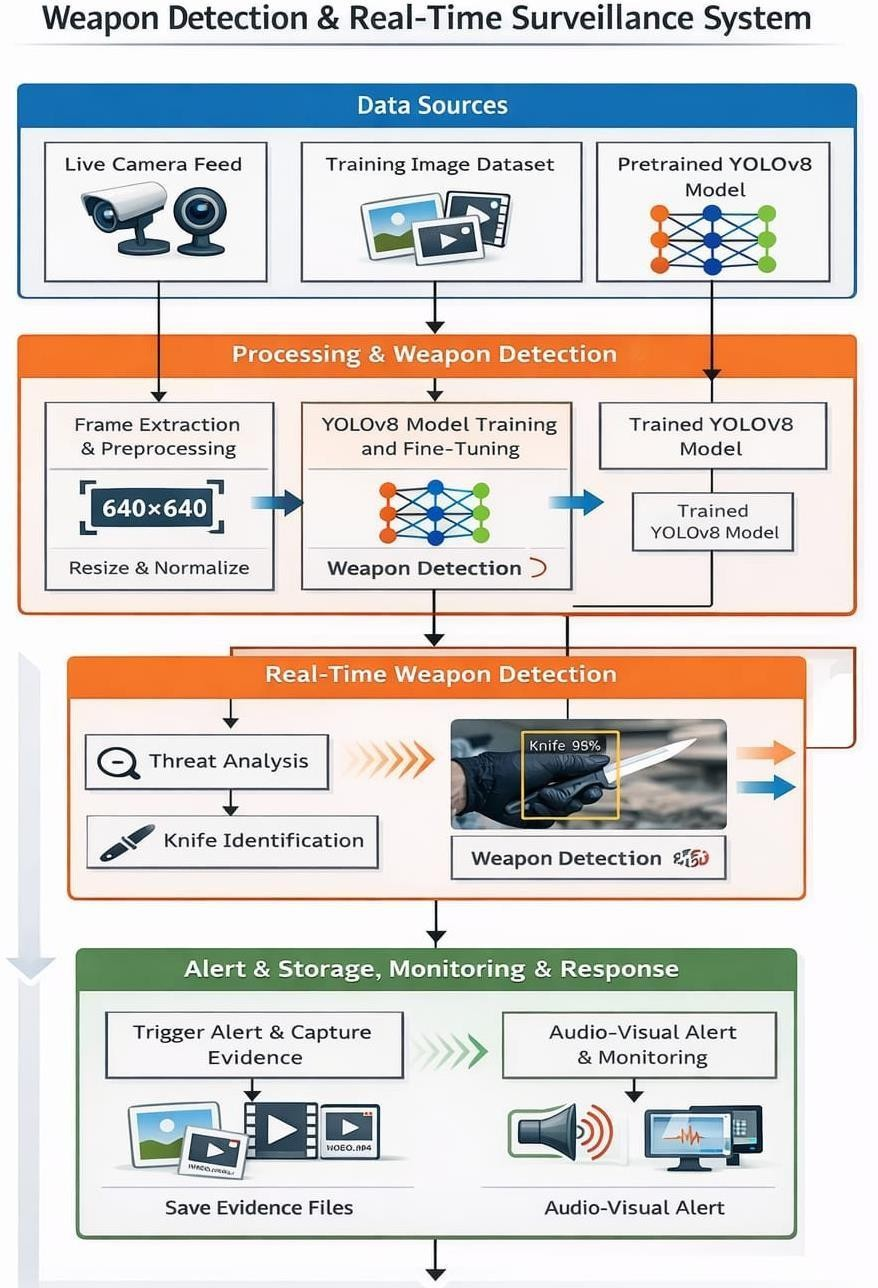 Weapon Detection & Real-Time Surveillance System
Data Sources
Live Camera Feed
Training Image Dataset
Pretrained YOLOv8
Model
Processing & Weapon Detection
Frame Extraction
& Preprocessing
640×640
Resize & Normalize
YOLOv8 Model Training
and Fine-Tuning
Weapon Detection
Trained YOLOV8
Model
Trained
YOLOv8 Model
Real-Time Weapon Detection
Threat Analysis
Knife Identification
Knife 98%
Weapon Detection
Alert & Storage, Monitoring & Response
Trigger Alert & Capture
Evidence
Save Evidence Files
Audio-Visual Alert
& Monitoring
Audio-Visual Alert